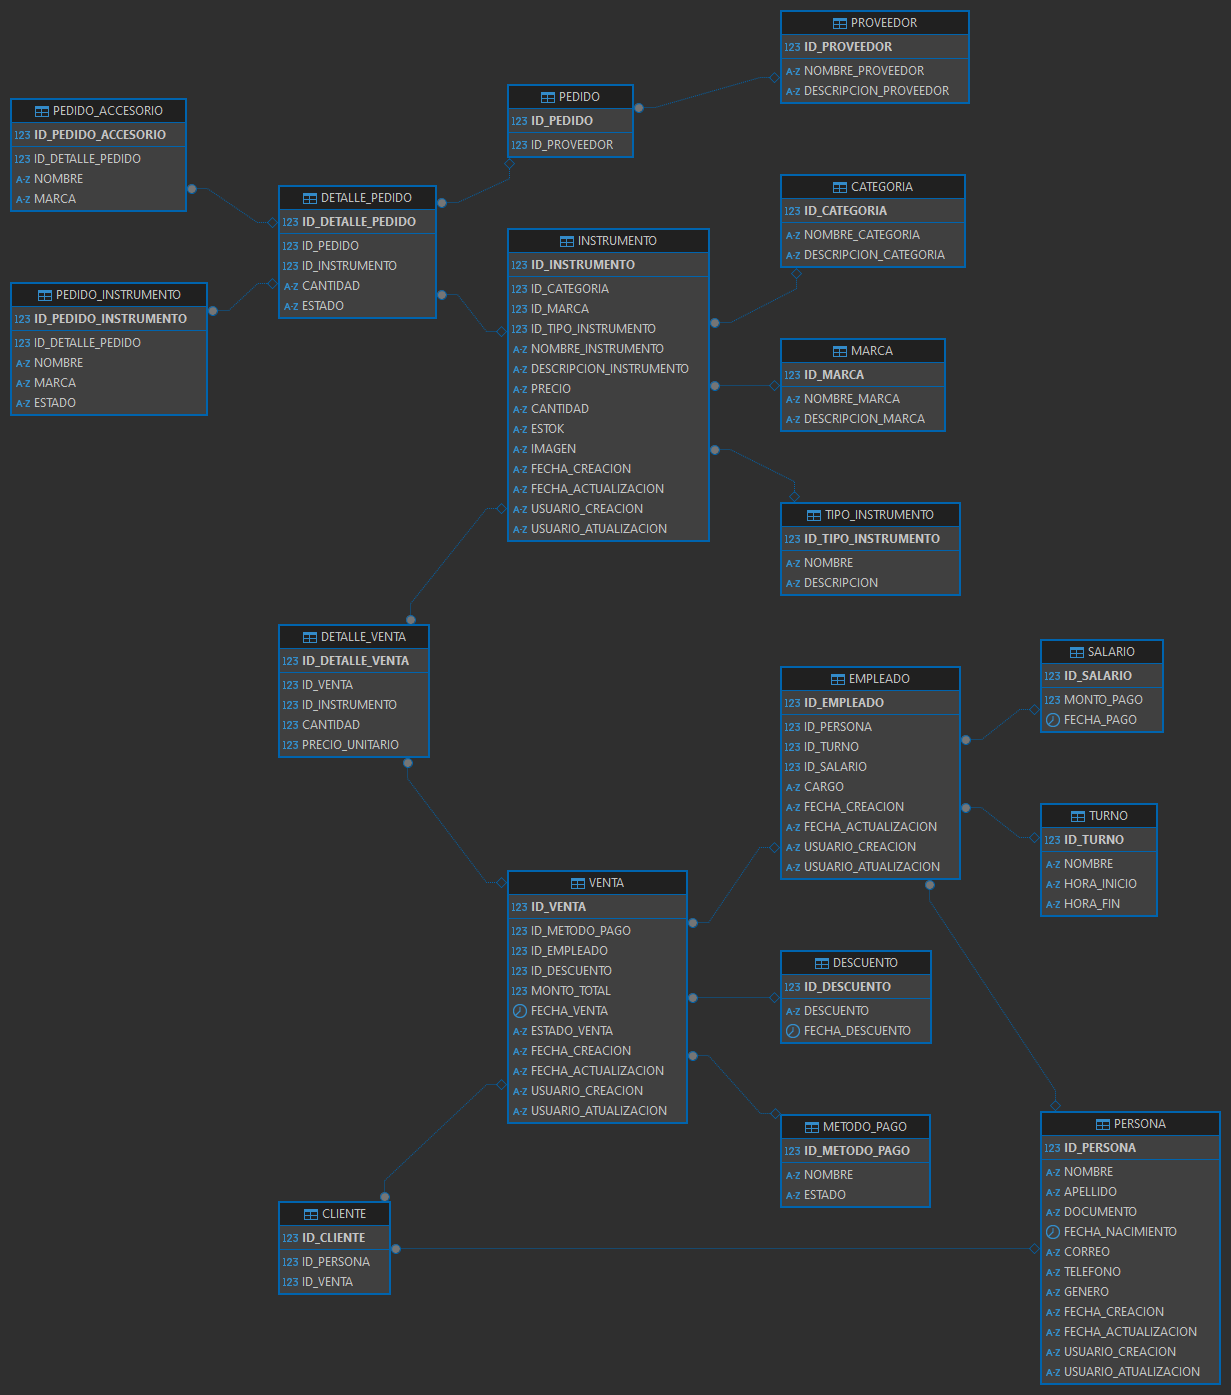 PROVEEDOR
123 ID_PROVEEDOR
A-Z NOMBRE_PROVEEDOR
A-Z DESCRIPCION_PROVEEDOR
PEDIDO
123 ID_PEDIDO
123 ID_PROVEEDOR
PEDIDO_ACCESORIO
123 ID_PEDIDO_ACCESORIO
123 ID_DETALLE_PEDIDO
A-Z NOMBRE
A-Z MARCA
DETALLE_PEDIDO
123 ID_DETALLE_PEDIDO
123 ID_PEDIDO
123 ID_INSTRUMENTO
A-Z CANTIDAD
A-Z ESTADO
PEDIDO_INSTRUMENTO
123 ID_PEDIDO_INSTRUMENTO
123 ID_DETALLE_PEDIDO
A-Z NOMBRE
A-Z MARCA
A-Z ESTADO
INSTRUMENTO
123 ID_INSTRUMENTO
123 ID_CATEGORIA
123 ID_MARCA
123 ID_TIPO_INSTRUMENTO
A-Z NOMBRE_INSTRUMENTO
A-Z DESCRIPCION_INSTRUMENTO
A-Z PRECIO
A-Z CANTIDAD
A-Z ESTOK
A-Z IMAGEN
A-Z FECHA_CREACION
A-Z FECHA_ACTUALIZACION
A-Z USUARIO_CREACION
A-Z USUARIO_ATUALIZACION
CATEGORIA
123 ID_CATEGORIA
A-Z NOMBRE_CATEGORIA
A-Z DESCRIPCION_CATEGORIA
MARCA
123 ID_MARCA
A-Z NOMBRE_MARCA
A-Z DESCRIPCION_MARCA
TIPO_INSTRUMENTO
123 ID_TIPO_INSTRUMENTO
A-Z NOMBRE
A-Z DESCRIPCION
DETALLE_VENTA
123 ID_DETALLE_VENTA
123 ID_VENTA
123 ID_INSTRUMENTO
123 CANTIDAD
123 PRECIO_UNITARIO
EMPLEADO
123 ID_EMPLEADO
123 ID_PERSONA
123 ID_TURNO
123 ID_SALARIO
A-Z CARGO
A-Z FECHA_CREACION
A-Z FECHA_ACTUALIZACION
A-Z USUARIO_CREACION
A-Z USUARIO_ATUALIZACION
SALARIO
123 ID_SALARIO
123 MONTO_PAGO
FECHA_PAGO
TURNO
123 ID_TURNO
A-Z NOMBRE
A-Z HORA_INICIO
A-Z HORA_FIN
VENTA
123 ID_VENTA
123 ID_METODO_PAGO
123 ID_EMPLEADO
123 ID_DESCUENTO
123 MONTO_TOTAL
FECHA_VENTA
A-Z ESTADO_VENTA
A-Z FECHA_CREACION
A-Z FECHA_ACTUALIZACION
A-Z USUARIO_CREACION
A-Z USUARIO_ATUALIZACION
DESCUENTO
123 ID_DESCUENTO
A-Z DESCUENTO
FECHA_DESCUENTO
METODO_PAGO
123 ID_METODO_PAGO
A-Z NOMBRE
A-Z ESTADO
CLIENTE
123 ID_CLIENTE
123 ID_PERSONA
123 ID_VENTA
PERSONA
123 ID_PERSONA
A-Z NOMBRE
A-Z APELLIDO
A-Z DOCUMENTO
FECHA_NACIMIENTO
A-Z CORREO
A-Z TELEFONO
A-Z GENERO
A-Z FECHA_CREACION
A-Z FECHA_ACTUALIZACION
A-Z USUARIO_CREACION
A-Z USUARIO_ATUALIZACION